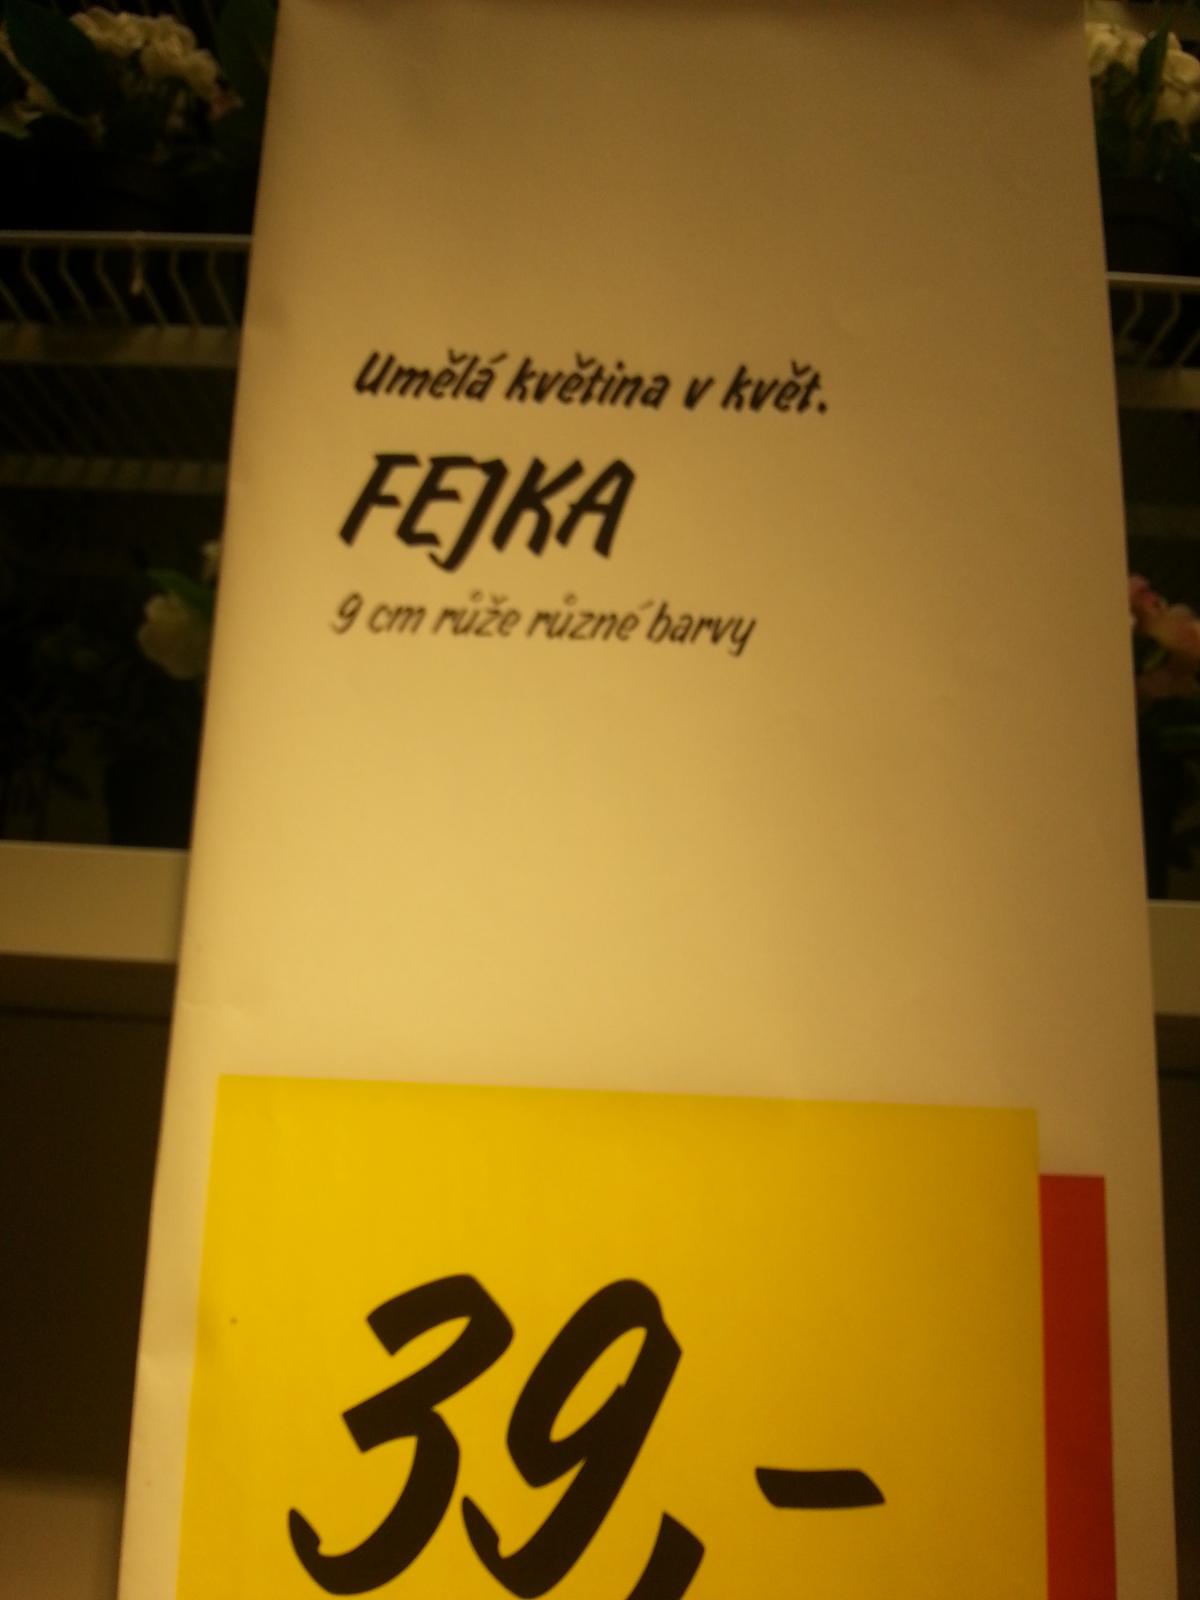 Umělá květina v květ.
FEJKA
9 cm růže různé barvy
39,-